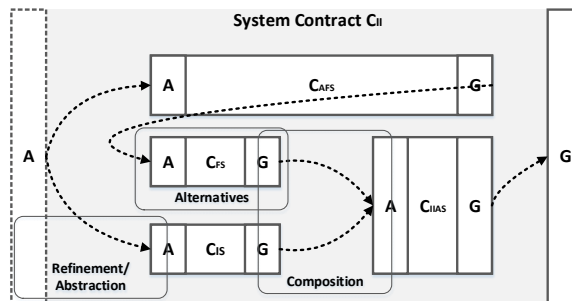 System Contract CII
A CAFS G
A
A CFS G
Alternatives
A CIIAS G
G
A CIS G
Refinement/
Abstraction
Composition